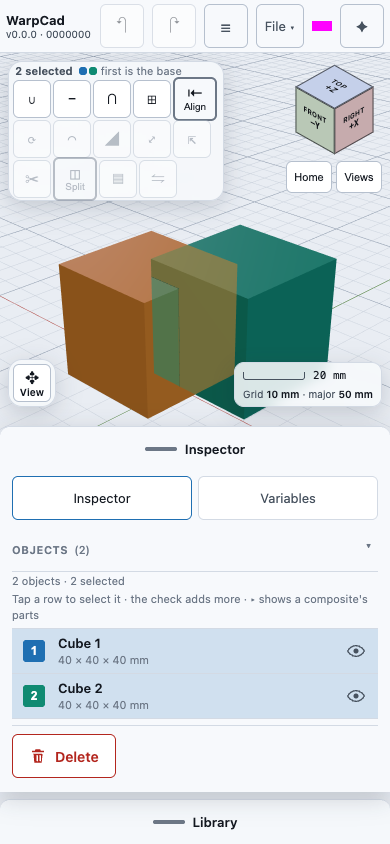 WarpCad
v0.0.0 · 0000000
File ▾
2 selected first is the base
Align
Split
TOP
+Z
FRONT
−Y
RIGHT
+X
Home
Views
View
20 mm
Grid 10 mm · major 50 mm
Inspector
Inspector
Variables
OBJECTS (2)
2 objects · 2 selected
Tap a row to select it · the check adds more · ▸ shows a composite's
parts
1 Cube 1
40 × 40 × 40 mm
2 Cube 2
40 × 40 × 40 mm
Delete
Library